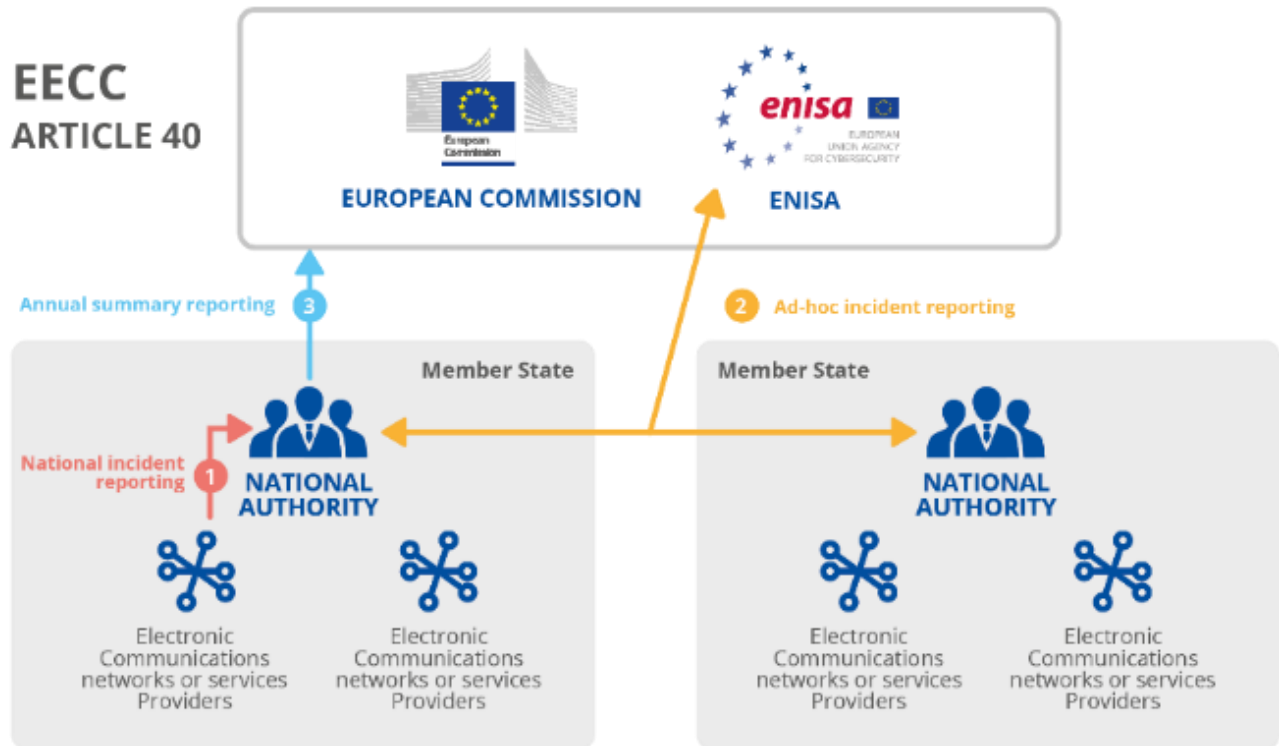 EECC
ARTICLE 40
European
Commission
EUROPEAN COMMISSION
enisa
EUROPEAN
UNION AGENCY
FOR CYBERSECURITY
ENISA
Annual summary reporting
3
2
Ad-hoc incident reporting
Member State
Member State
National incident
reporting
1
NATIONAL
AUTHORITY
NATIONAL
AUTHORITY
Electronic
Communications
networks or services
Providers
Electronic
Communications
networks or services
Providers
Electronic
Communications
networks or services
Providers
Electronic
Communications
networks or services
Providers